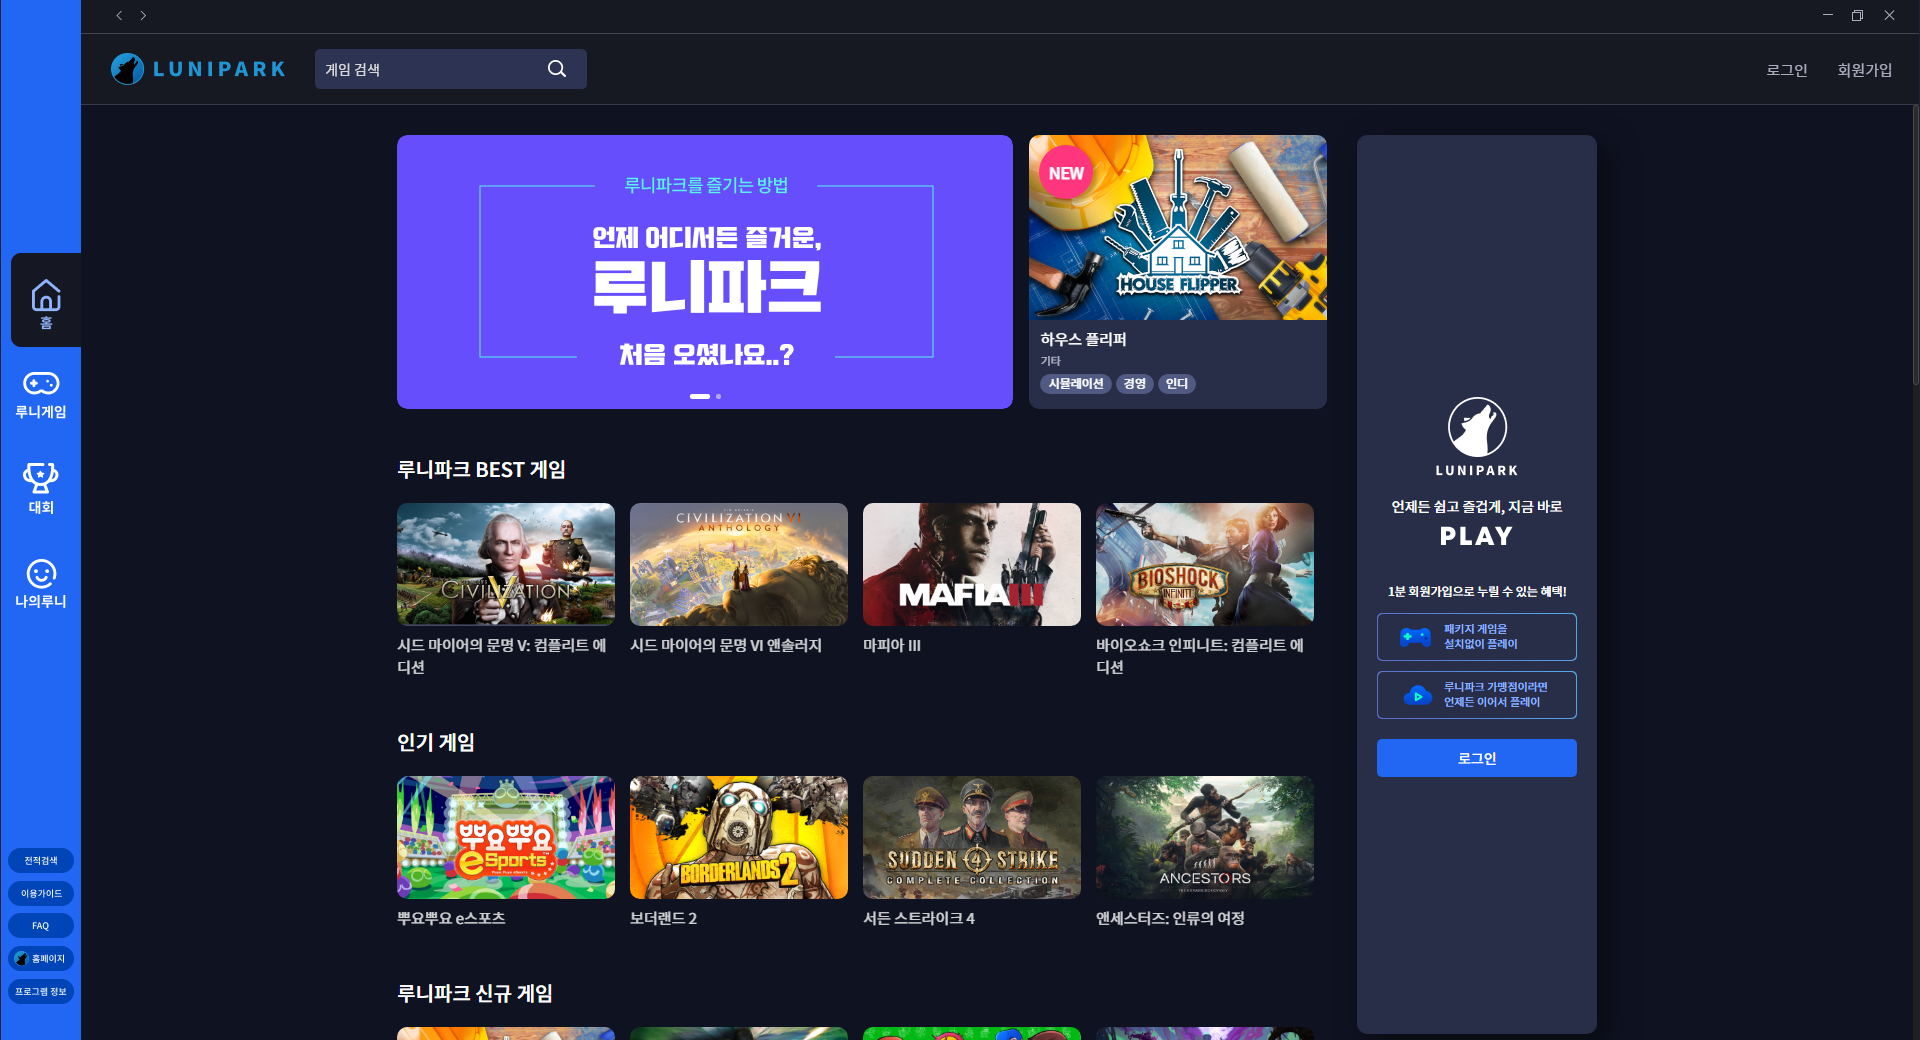 LUNIPARK
게임 검색
로그인
회원가입
홈
루니게임
대회
나의루니
전적검색
이용가이드
FAQ
홈페이지
프로그램 정보
루니파크를 즐기는 방법
언제 어디서든 즐거운,
루니파크
처음 오셨나요..?
NEW
HOUSE FLIPPER
하우스 플리퍼
기타
시뮬레이션
경영
인디
루니파크 BEST 게임
CIVILIZATION V
CIVILIZATION VI
ANTHOLOGY
MAFIA III
BIOSHOCK
INFINITE
시드 마이어의 문명 V: 컴플리트 에
디션
시드 마이어의 문명 VI 앤솔러지
마피아 III
바이오쇼크 인피니트: 컴플리트 에
디션
인기 게임
뿌요뿌요
eSports
BORDERLANDS 2
SUDDEN 4 STRIKE
COMPLETE COLLECTION
ANCESTORS
뿌요뿌요 e스포츠
보더랜드 2
서든 스트라이크 4
앤세스터즈: 인류의 여정
루니파크 신규 게임
LUNIPARK
언제든 쉽고 즐겁게, 지금 바로
PLAY
1분 회원가입으로 누릴 수 있는 혜택!
패키지 게임을
설치없이 플레이
루니파크 가맹점이라면
언제든 이어서 플레이
로그인